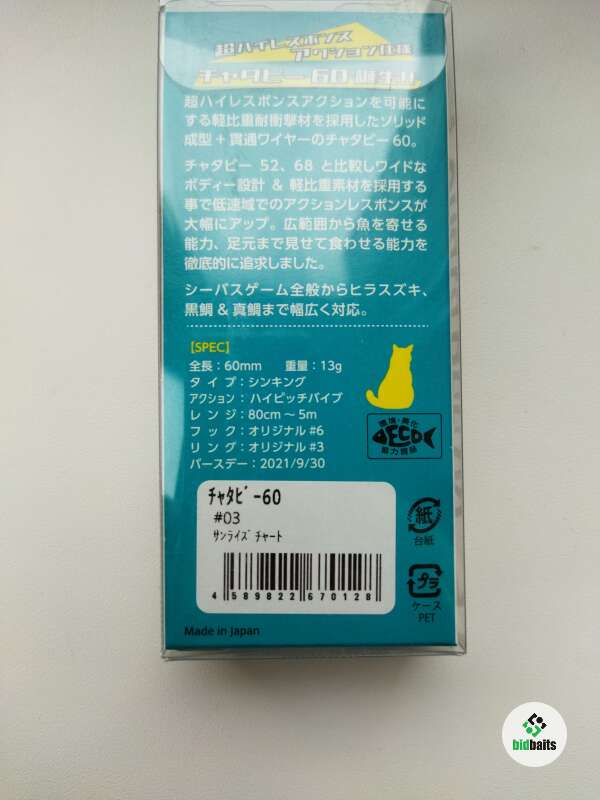 超ハイレスポンス
アクション仕様
チャタビー60 誕生!!
超ハイレスポンスアクションを可能に
する軽比重耐衝撃材を採用したソリッド
成型+貫通ワイヤーのチャタビー60。
チャタビー 52、68 と比較しワイドな
ボディー設計 & 軽比重素材を採用する
事で低速域でのアクションレスポンスが
大幅にアップ。広範囲から魚を寄せる
能力、足元まで見せて食わせる能力を
徹底的に追求しました。
シーバスゲーム全般からヒラスズキ、
黒鯛 & 真鯛まで幅広く対応。
【SPEC】
全長：60mm 重量：13g
タイプ：シンキング
アクション：ハイピッチバイブ
レンジ：80cm～5m
フック：オリジナル #6
リング：オリジナル #3
バースデー：2021/9/30
環境・美化
ECO
協力商品
ﾁｬﾀﾋﾞｰ60
#03
ｻﾝﾗｲｽﾞﾁｬｰﾄ
4 589822 670128
紙
台紙
プラ
ケース
PET
Made in Japan
bidbaits